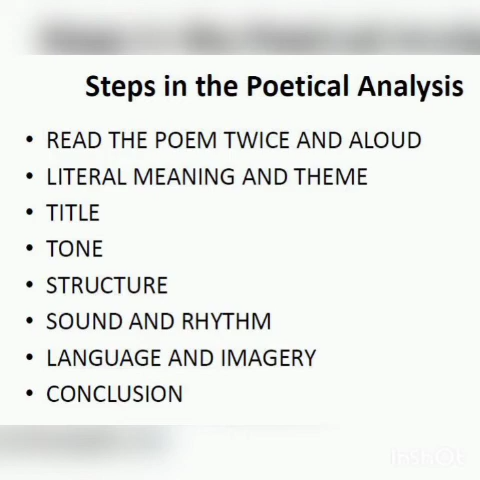 Steps in the Poetical Analysis
• READ THE POEM TWICE AND ALOUD
• LITERAL MEANING AND THEME
• TITLE
• TONE
• STRUCTURE
• SOUND AND RHYTHM
• LANGUAGE AND IMAGERY
• CONCLUSION
InShOt